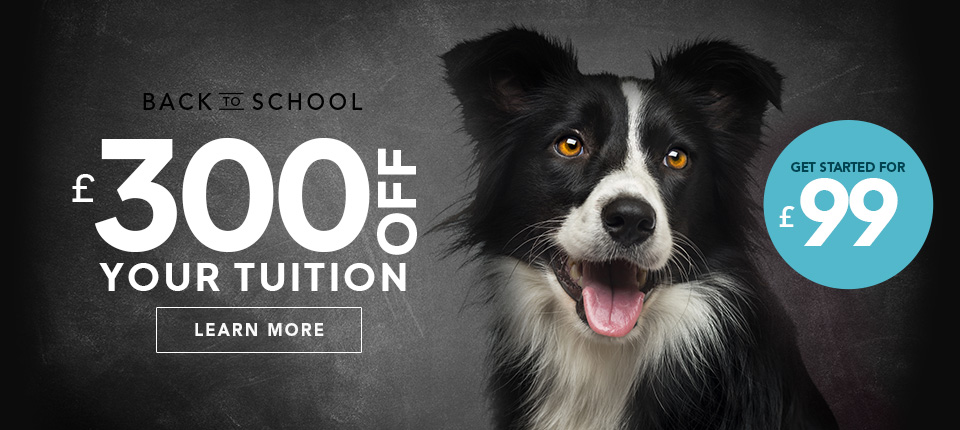 BACK TO SCHOOL
£300 OFF
YOUR TUITION
LEARN MORE
GET STARTED FOR
£99